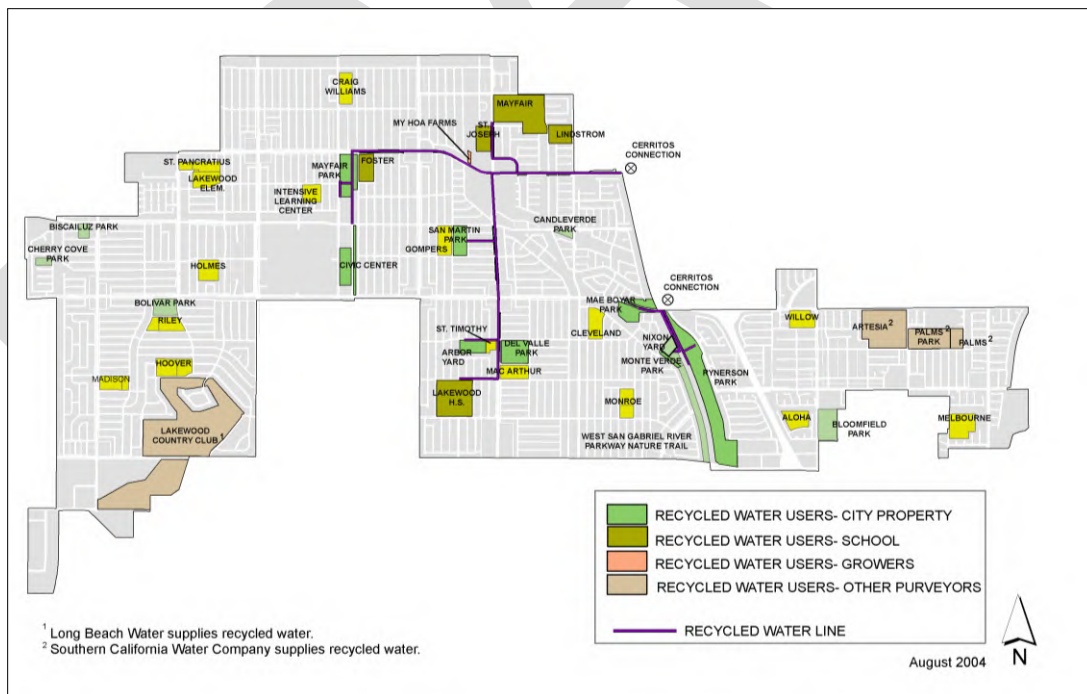 CRAIG
WILLIAMS
MAYFAIR
MY HOA FARMS
ST.
JOSEPH
LINDSTROM
CERRITOS
CONNECTION
ST. PANCRATIUS
LAKEWOOD
ELEM.
MAYFAIR
PARK
FOSTER
INTENSIVE
LEARNING
CENTER
BISCAILUZ PARK
CHERRY COVE
PARK
SAN MARTIN
PARK
GOMPERS
CANDLEVERDE
PARK
HOLMES
CIVIC CENTER
CERRITOS
CONNECTION
BOLIVAR PARK
RILEY
MAE BOYAR
PARK
WILLOW
ARTESIA 2
PALMS 2
PARK
PALMS 2
ST. TIMOTHY
CLEVELAND
NIXON
YARD
ARBOR
YARD
DEL VALLE
PARK
MONTE VERDE
PARK
HOOVER
MADISON
MAC ARTHUR
RYNERSON
PARK
LAKEWOOD
H.S.
MONROE
ALOHA
BLOOMFIELD
PARK
MELBOURNE
LAKEWOOD
COUNTRY CLUB 1
WEST SAN GABRIEL RIVER
PARKWAY NATURE TRAIL
RECYCLED WATER USERS- CITY PROPERTY
RECYCLED WATER USERS- SCHOOL
RECYCLED WATER USERS- GROWERS
RECYCLED WATER USERS- OTHER PURVEYORS
RECYCLED WATER LINE
1 Long Beach Water supplies recycled water.
2 Southern California Water Company supplies recycled water.
August 2004
N